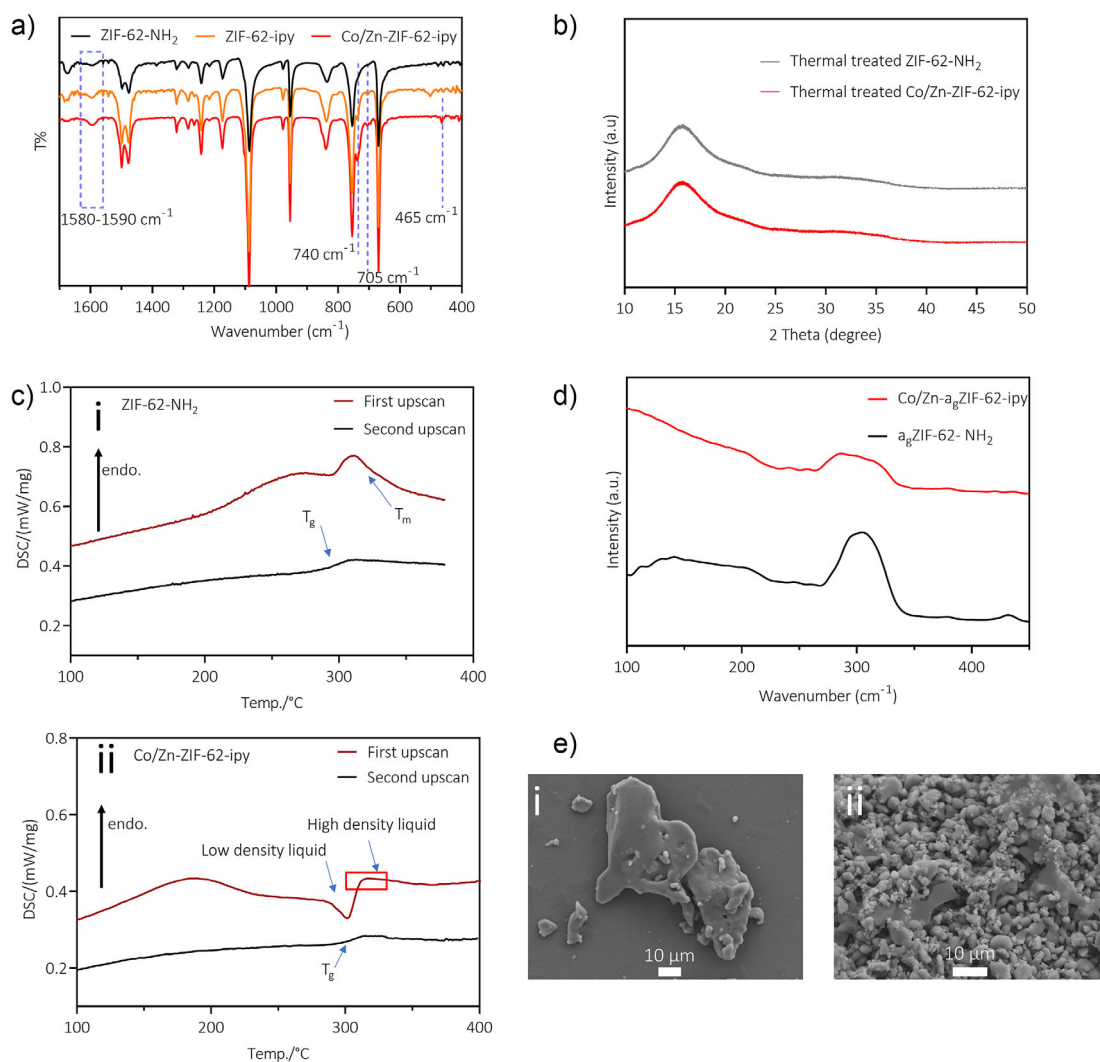 a)
ZIF-62-NH₂ ZIF-62-ipy Co/Zn-ZIF-62-ipy
T%
1580-1590 cm⁻¹
740 cm⁻¹
705 cm⁻¹
465 cm⁻¹
1600 1400 1200 1000 800 600 400
Wavenumber (cm⁻¹)
b)
Thermal treated ZIF-62-NH₂
Thermal treated Co/Zn-ZIF-62-ipy
Intensity (a.u)
10 15 20 25 30 35 40 45 50
2 Theta (degree)
c)
i
ZIF-62-NH₂
First upscan
Second upscan
endo.
Tg
Tm
DSC/(mW/mg)
1.0
0.8
0.6
0.4
0.2
100 200 300 400
Temp./°C
d)
Co/Zn-agZIF-62-ipy
agZIF-62- NH₂
Intensity (a.u.)
100 200 300 400
Wavenumber (cm⁻¹)
ii
Co/Zn-ZIF-62-ipy
First upscan
Second upscan
endo.
High density liquid
Low density liquid
Tg
DSC/(mW/mg)
0.8
0.6
0.4
0.2
100 200 300 400
Temp./°C
e)
i
10 µm
ii
10 µm